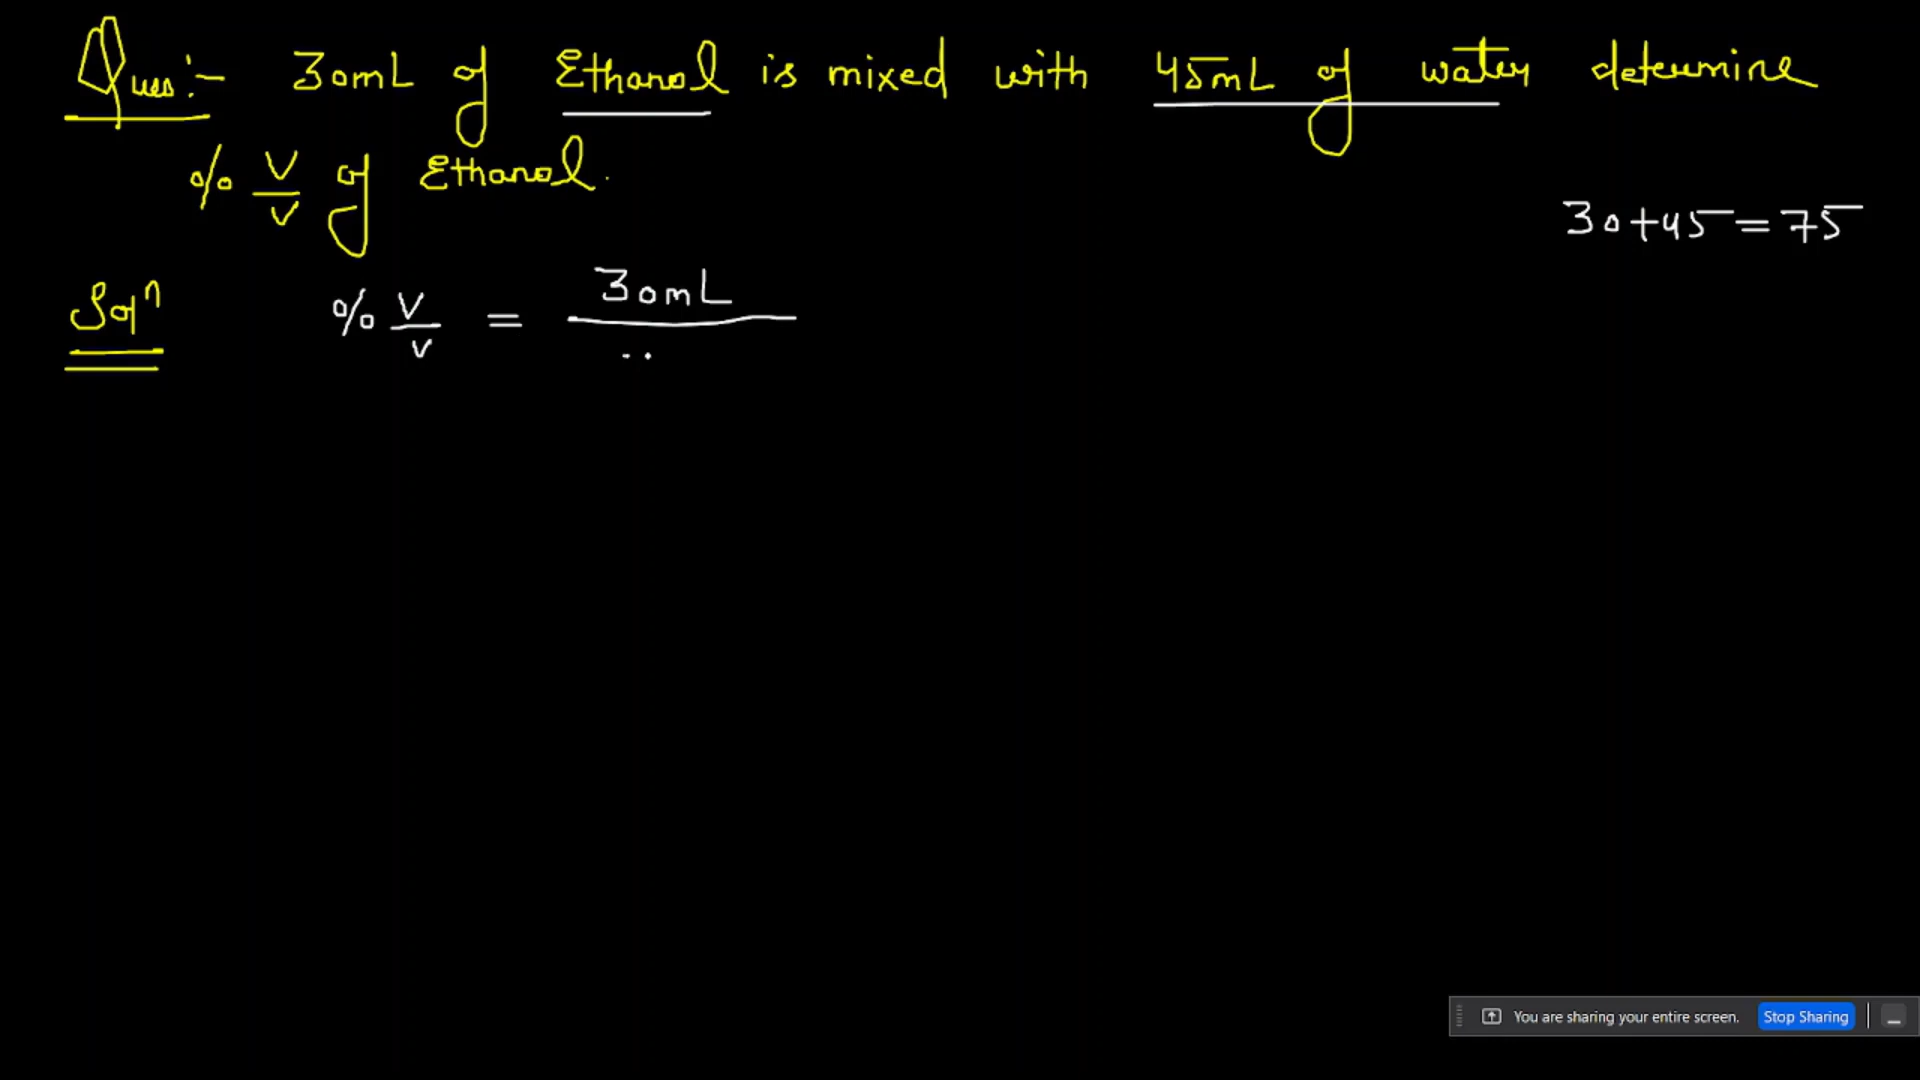 Ques:- 30mL of Ethanol is mixed with 45mL of water determine
% V/V of Ethanol.
30+45=75
Solⁿ % V/V = 30mL
You are sharing your entire screen. Stop Sharing